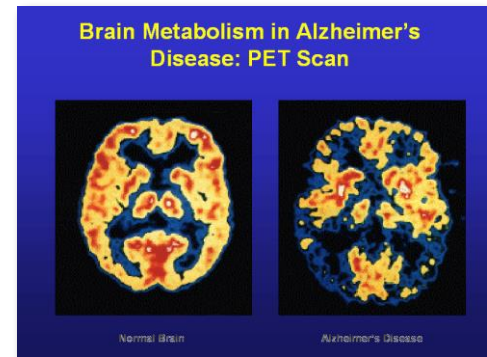 Brain Metabolism in Alzheimer's
Disease: PET Scan
Normal Brain
Alzheimer's Disease